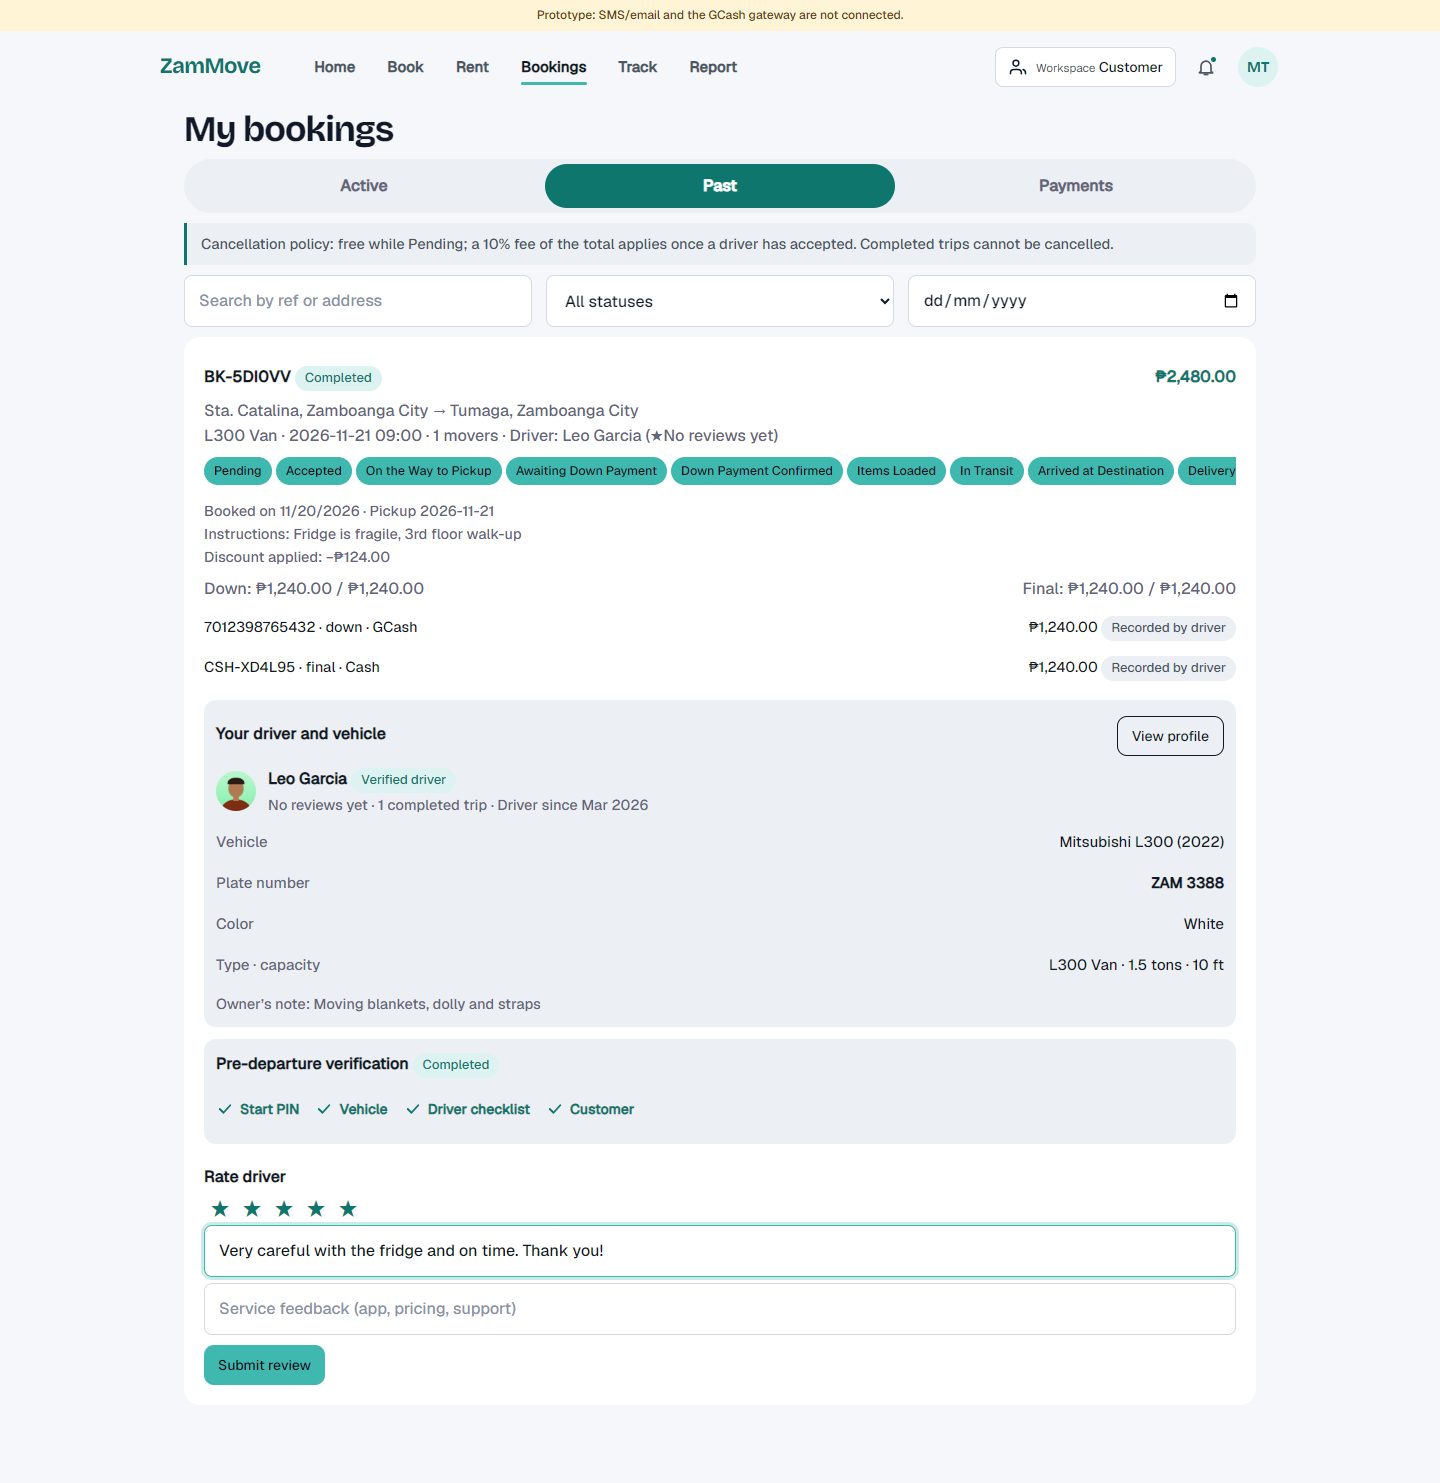 Prototype: SMS/email and the GCash gateway are not connected.
ZamMove Home Book Rent Bookings Track Report Workspace Customer MT
My bookings
Active Past Payments
Cancellation policy: free while Pending; a 10% fee of the total applies once a driver has accepted. Completed trips cannot be cancelled.
Search by ref or address All statuses dd/mm/yyyy
BK-5DI0VV Completed ₱2,480.00
Sta. Catalina, Zamboanga City → Tumaga, Zamboanga City
L300 Van · 2026-11-21 09:00 · 1 movers · Driver: Leo Garcia (★No reviews yet)
Pending Accepted On the Way to Pickup Awaiting Down Payment Down Payment Confirmed Items Loaded In Transit Arrived at Destination Delivery
Booked on 11/20/2026 · Pickup 2026-11-21
Instructions: Fridge is fragile, 3rd floor walk-up
Discount applied: −₱124.00
Down: ₱1,240.00 / ₱1,240.00 Final: ₱1,240.00 / ₱1,240.00
7012398765432 · down · GCash ₱1,240.00 Recorded by driver
CSH-XD4L95 · final · Cash ₱1,240.00 Recorded by driver
Your driver and vehicle View profile
Leo Garcia Verified driver
No reviews yet · 1 completed trip · Driver since Mar 2026
Vehicle Mitsubishi L300 (2022)
Plate number ZAM 3388
Color White
Type · capacity L300 Van · 1.5 tons · 10 ft
Owner's note: Moving blankets, dolly and straps
Pre-departure verification Completed
✓ Start PIN ✓ Vehicle ✓ Driver checklist ✓ Customer
Rate driver
★ ★ ★ ★ ★
Very careful with the fridge and on time. Thank you!
Service feedback (app, pricing, support)
Submit review